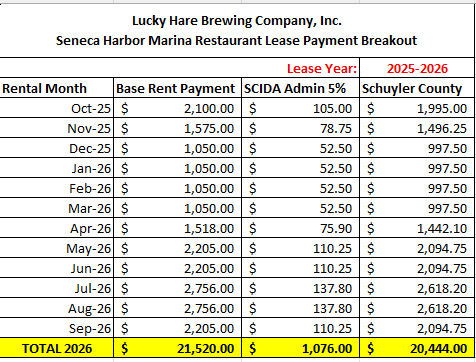 Lucky Hare Brewing Company, Inc.
Seneca Harbor Marina Restaurant Lease Payment Breakout
Lease Year: 2025-2026
Rental Month Base Rent Payment SCIDA Admin 5% Schuyler County
Oct-25 $ 2,100.00 $ 105.00 $ 1,995.00
Nov-25 $ 1,575.00 $ 78.75 $ 1,496.25
Dec-25 $ 1,050.00 $ 52.50 $ 997.50
Jan-26 $ 1,050.00 $ 52.50 $ 997.50
Feb-26 $ 1,050.00 $ 52.50 $ 997.50
Mar-26 $ 1,050.00 $ 52.50 $ 997.50
Apr-26 $ 1,518.00 $ 75.90 $ 1,442.10
May-26 $ 2,205.00 $ 110.25 $ 2,094.75
Jun-26 $ 2,205.00 $ 110.25 $ 2,094.75
Jul-26 $ 2,756.00 $ 137.80 $ 2,618.20
Aug-26 $ 2,756.00 $ 137.80 $ 2,618.20
Sep-26 $ 2,205.00 $ 110.25 $ 2,094.75
TOTAL 2026 $ 21,520.00 $ 1,076.00 $ 20,444.00